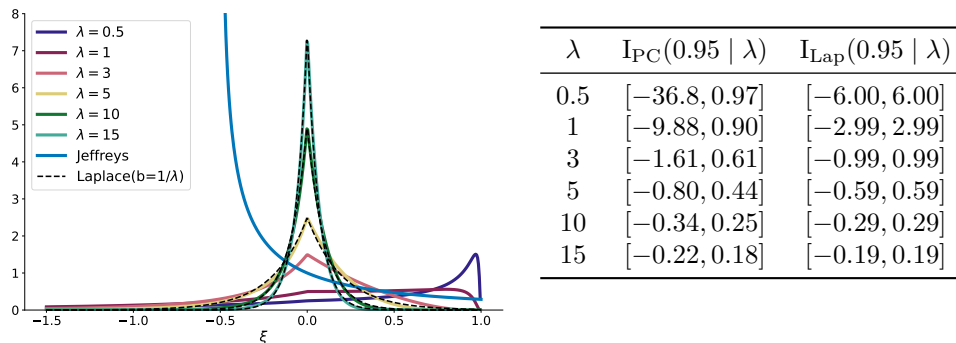 8
7
6
5
4
3
2
1
0
λ = 0.5
λ = 1
λ = 3
λ = 5
λ = 10
λ = 15
Jeffreys
Laplace(b=1/λ)
−1.5 −1.0 −0.5 0.0 0.5 1.0
ξ
λ I_PC(0.95 | λ) I_Lap(0.95 | λ)
0.5 [−36.8, 0.97] [−6.00, 6.00]
1 [−9.88, 0.90] [−2.99, 2.99]
3 [−1.61, 0.61] [−0.99, 0.99]
5 [−0.80, 0.44] [−0.59, 0.59]
10 [−0.34, 0.25] [−0.29, 0.29]
15 [−0.22, 0.18] [−0.19, 0.19]